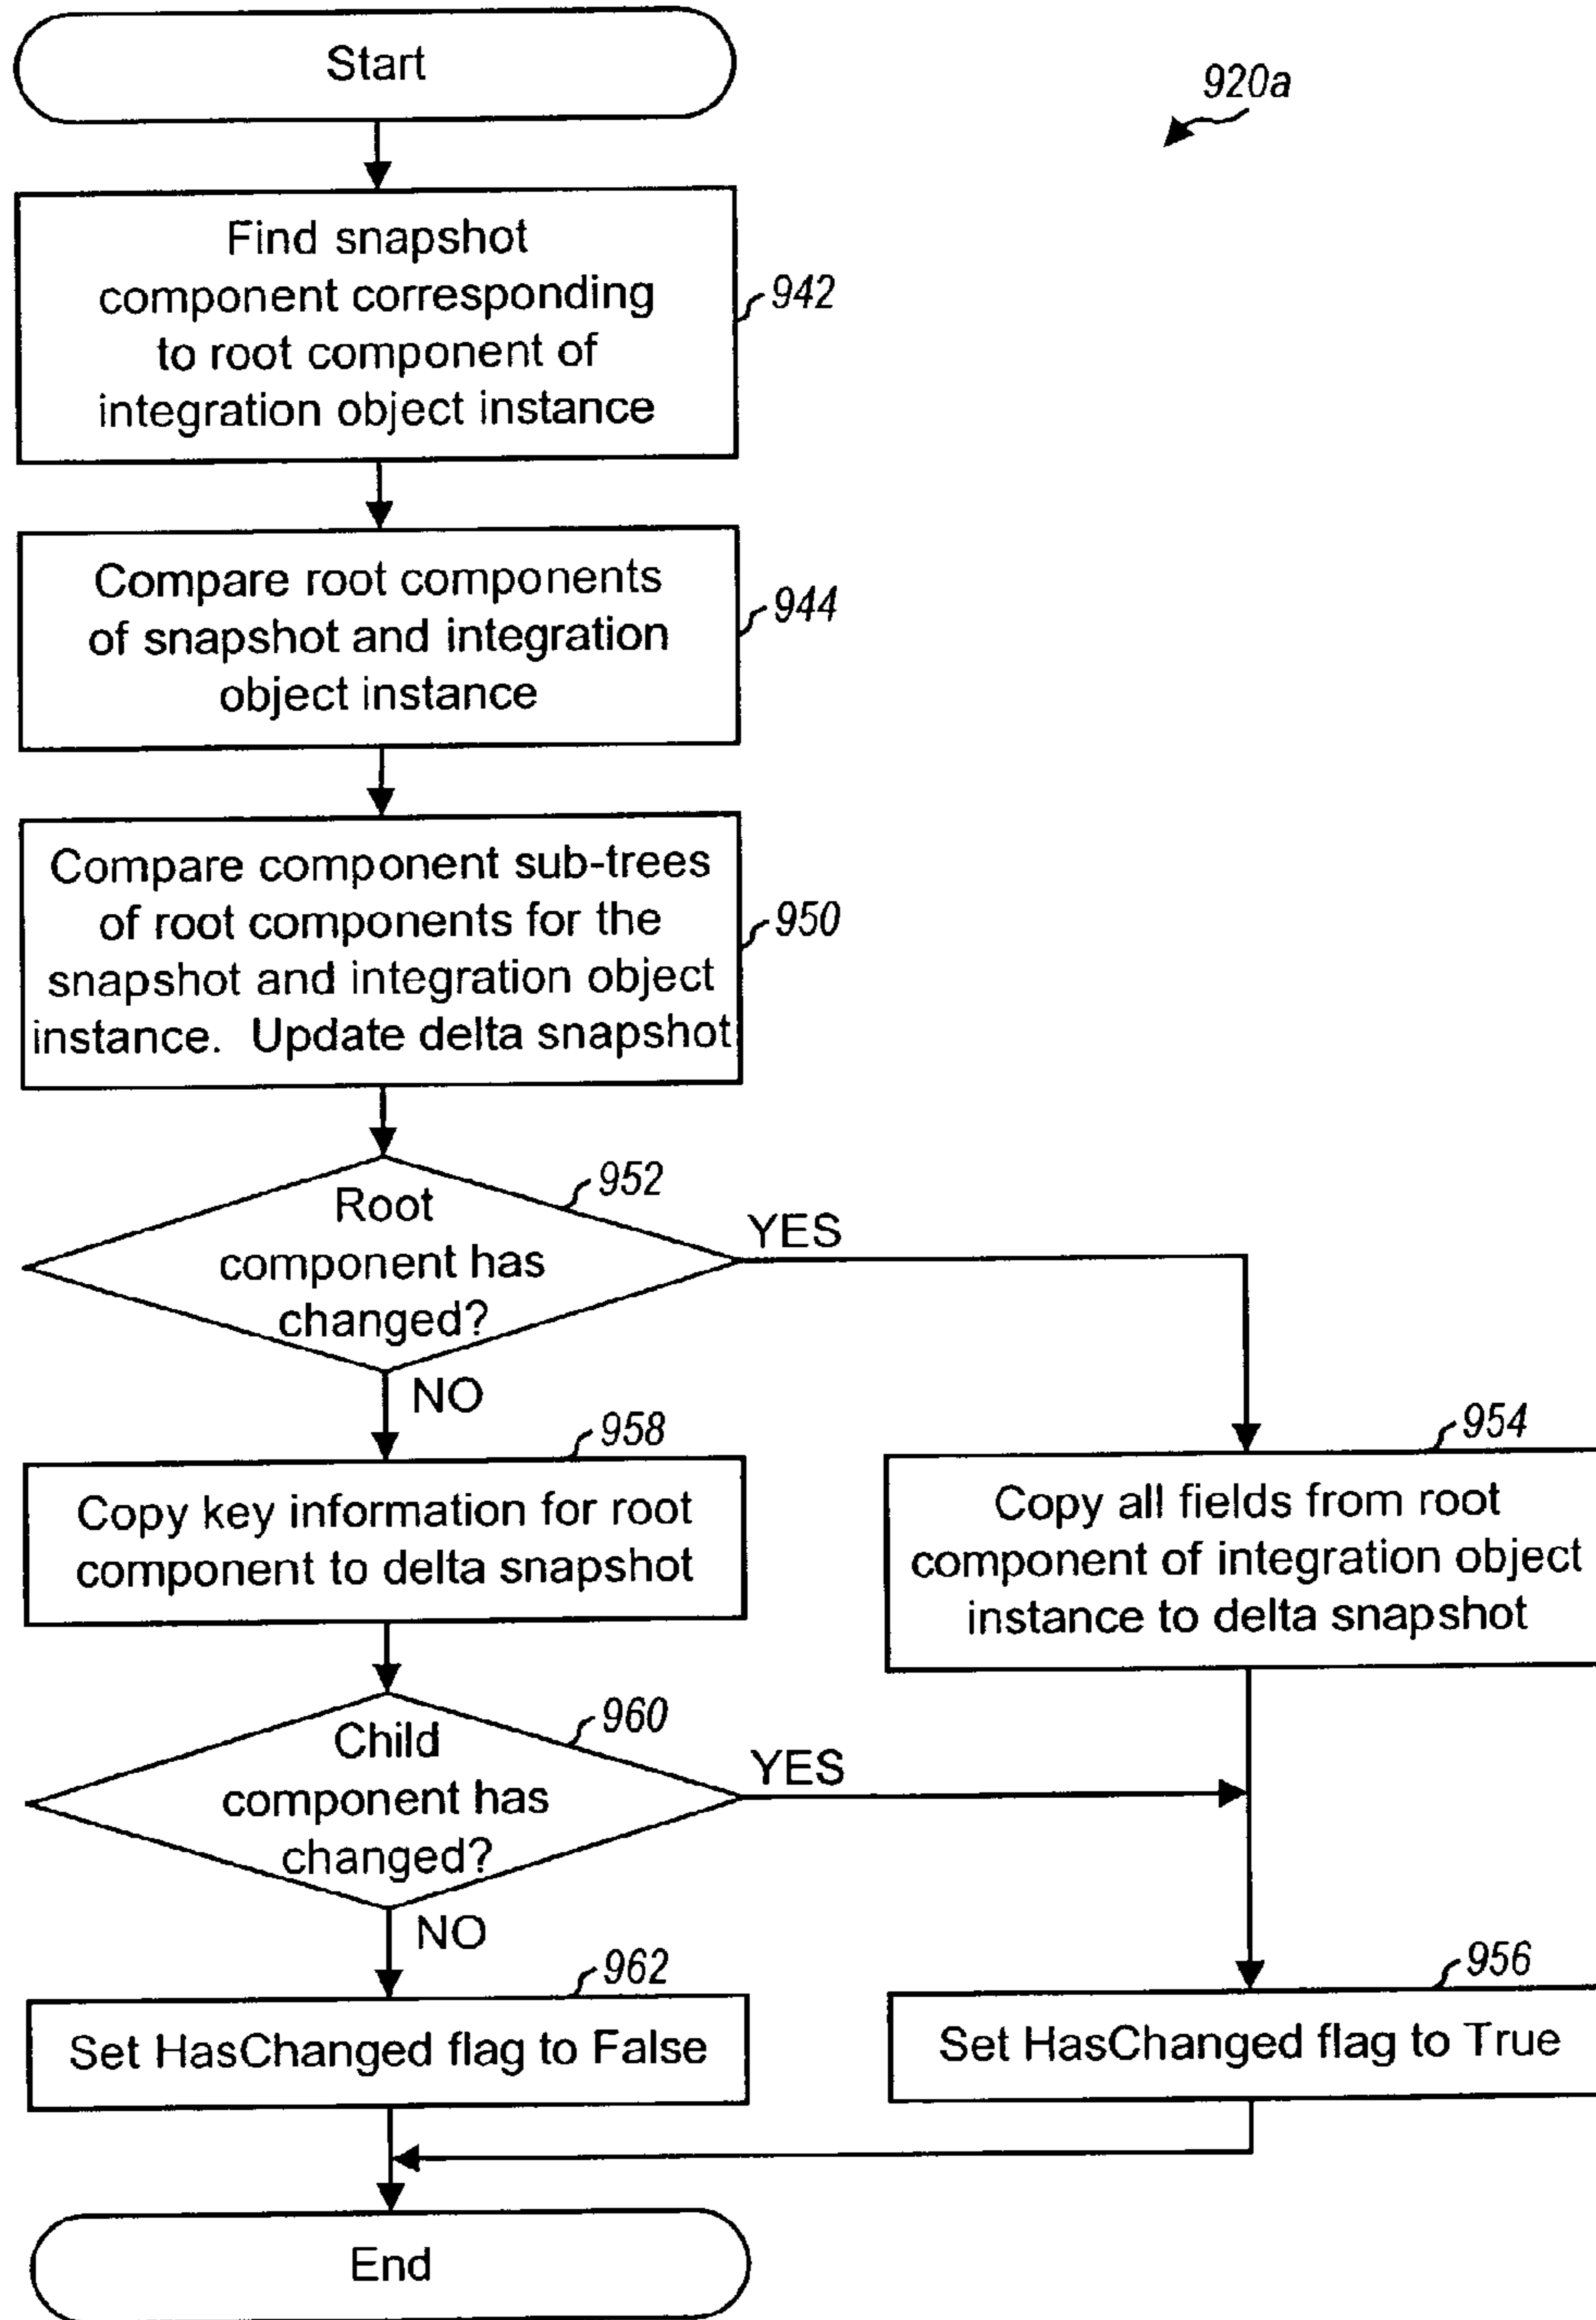 Start
920a
Find snapshot
component corresponding
to root component of
integration object instance
942
Compare root components
of snapshot and integration
object instance
944
Compare component sub-trees
of root components for the
snapshot and integration object
instance. Update delta snapshot
950
Root
component has
changed?
952
YES
NO
958
Copy key information for root
component to delta snapshot
954
Copy all fields from root
component of integration object
instance to delta snapshot
Child
component has
changed?
960
YES
NO
962
Set HasChanged flag to False
956
Set HasChanged flag to True
End